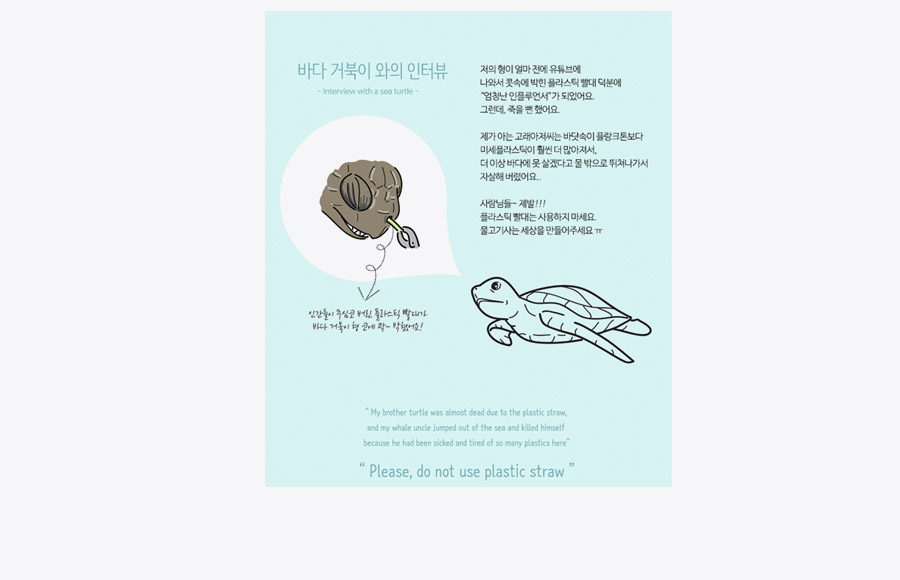 바다 거북이 와의 인터뷰
~ Interview with a sea turtle ~
저의 형이 얼마 전에 유튜브에
나와서 콧속에 박힌 플라스틱 빨대 덕분에
"엄청난 인플루언서"가 되었어요.
그런데, 죽을 뻔 했어요.
제가 아는 고래아저씨는 바닷속이 플랑크톤보다
미세플라스틱이 훨씬 더 많아져서,
더 이상 바다에 못 살겠다고 물 밖으로 뛰쳐나가서
자살해 버렸어요..
사람님들~ 제발!!!
플라스틱 빨대는 사용하지 마세요.
물고기사는 세상을 만들어주세요 ㅠ
인간들이 무심코 버린 플라스틱 빨대가
바다 거북이 형 코에 콱~ 박혔어요!
" My brother turtle was almost dead due to the plastic straw,
and my whale uncle jumped out of the sea and killed himself
because he had been sicked and tired of so many plastics here"
" Please, do not use plastic straw "